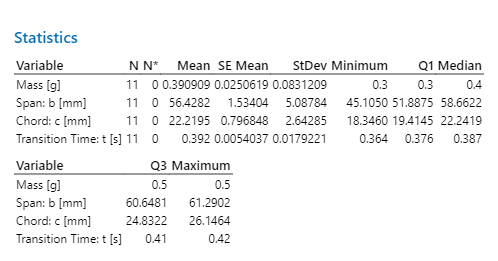 Statistics
Variable N N* Mean SE Mean StDev Minimum Q1 Median
Mass [g] 11 0 0.390909 0.0250619 0.0831209 0.3 0.3 0.4
Span: b [mm] 11 0 56.4282 1.53404 5.08784 45.1050 51.8875 58.6622
Chord: c [mm] 11 0 22.2195 0.796848 2.64285 18.3460 19.4145 22.2419
Transition Time: t [s] 11 0 0.392 0.0054037 0.0179221 0.364 0.376 0.387
Variable Q3 Maximum
Mass [g] 0.5 0.5
Span: b [mm] 60.6481 61.2902
Chord: c [mm] 24.8322 26.1464
Transition Time: t [s] 0.41 0.42